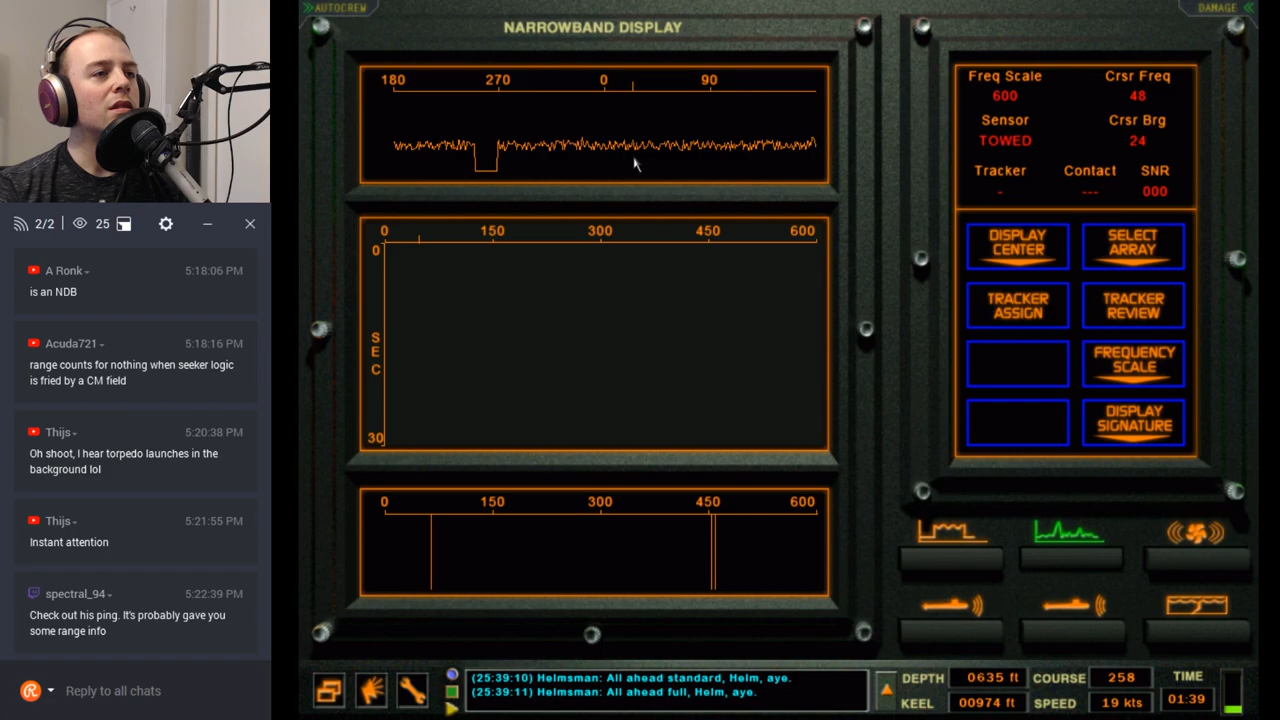 AUTOCREW
DAMAGE
NARROWBAND DISPLAY
180 270 0 90
Freq Scale Crsr Freq
600 48
Sensor Crsr Brg
TOWED 24
Tracker Contact SNR
- --- 000
2/2 25
0 150 300 450 600
0
SEC
30
DISPLAY CENTER
SELECT ARRAY
TRACKER ASSIGN
TRACKER REVIEW
FREQUENCY SCALE
DISPLAY SIGNATURE
A Ronk 5:18:06 PM
is an NDB
Acuda721 5:18:16 PM
range counts for nothing when seeker logic
is fried by a CM field
Thijs 5:20:38 PM
Oh shoot, I hear torpedo launches in the
background lol
Thijs 5:21:55 PM
Instant attention
spectral_94 5:22:39 PM
Check out his ping. It's probably gave you
some range info
Reply to all chats
0 150 300 450 600
(25:39:10) Helmsman: All ahead standard, Helm, aye.
(25:39:11) Helmsman: All ahead full, Helm, aye.
DEPTH 0635 ft COURSE 258 TIME
KEEL 00974 ft SPEED 19 kts 01:39